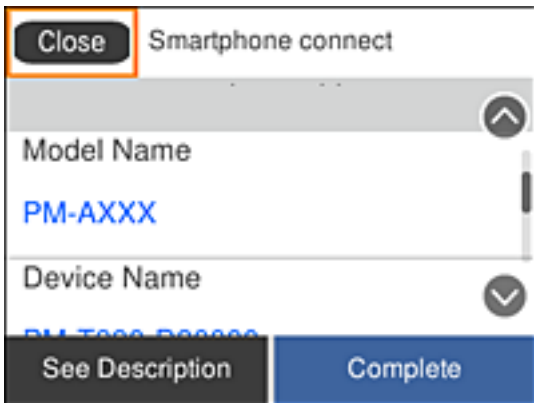 Close
Smartphone connect
Model Name
PM-AXXX
Device Name
See Description
Complete